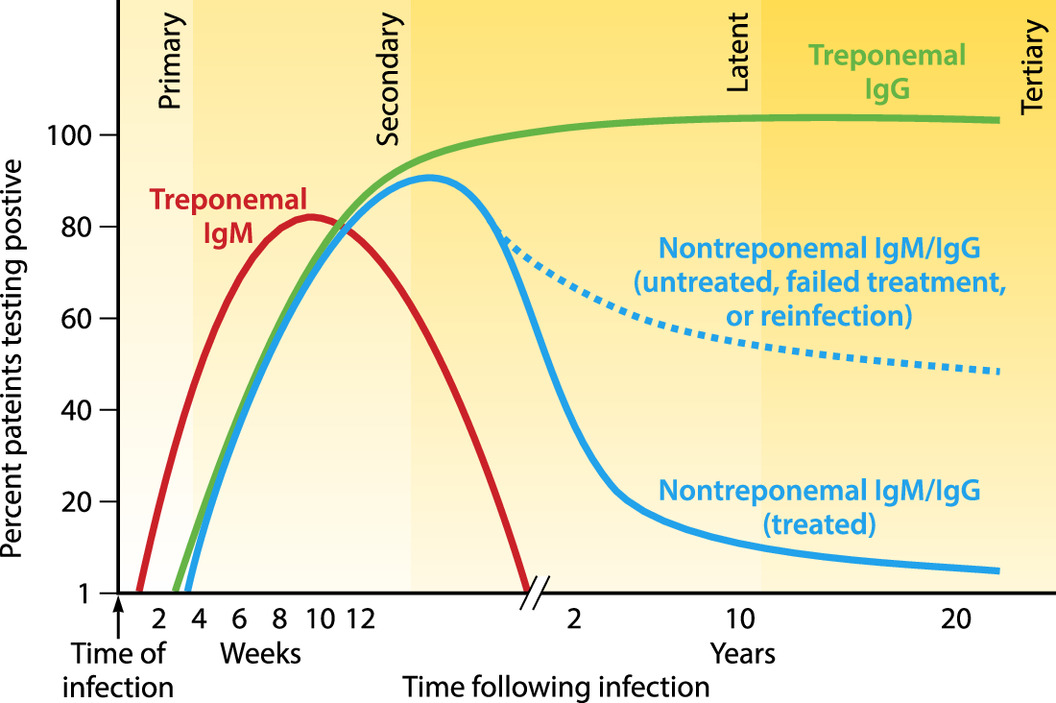 Primary
Secondary
Latent
Tertiary
Treponemal
IgG
Treponemal
IgM
Nontreponemal IgM/IgG
(untreated, failed treatment,
or reinfection)
Nontreponemal IgM/IgG
(treated)
Percent pateints testing postive
100
80
60
40
20
1
2 4 6 8 10 12
2 10 20
Time of
infection
Weeks
Years
Time following infection